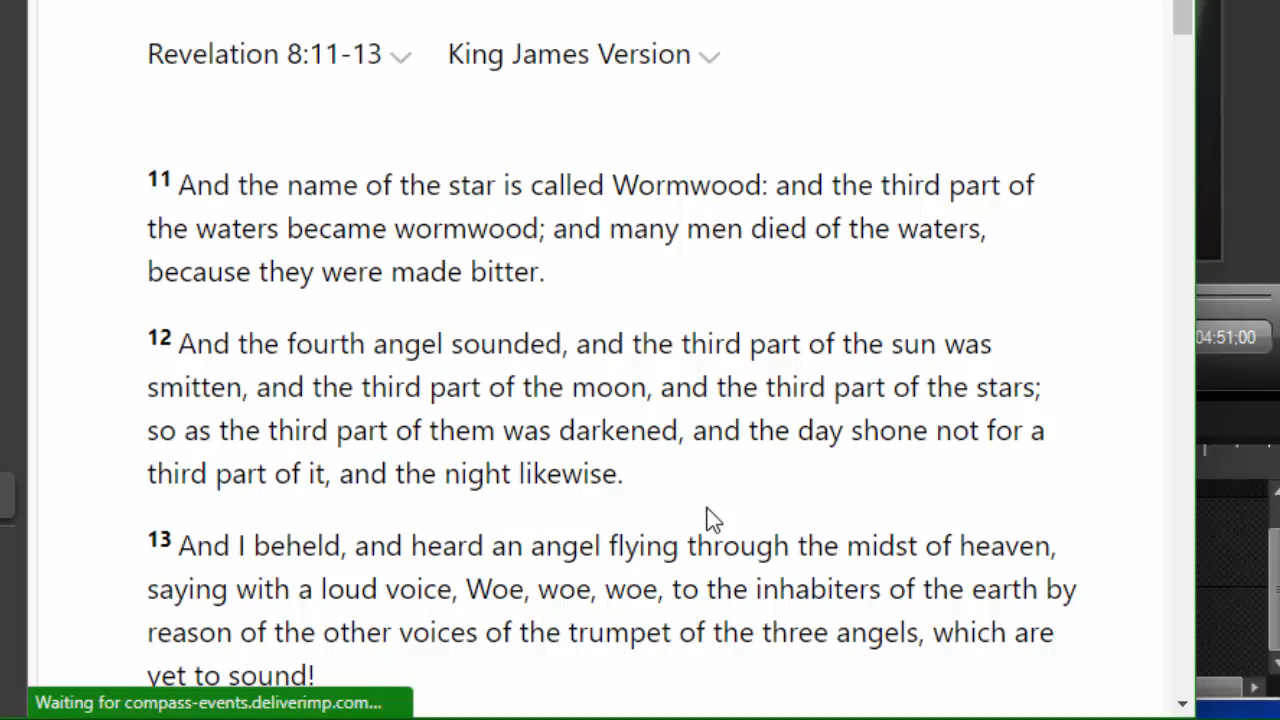 Revelation 8:11-13 King James Version
11 And the name of the star is called Wormwood: and the third part of
the waters became wormwood; and many men died of the waters,
because they were made bitter.
12 And the fourth angel sounded, and the third part of the sun was
smitten, and the third part of the moon, and the third part of the stars;
so as the third part of them was darkened, and the day shone not for a
third part of it, and the night likewise.
04:51;00
13 And I beheld, and heard an angel flying through the midst of heaven,
saying with a loud voice, Woe, woe, woe, to the inhabiters of the earth by
reason of the other voices of the trumpet of the three angels, which are
yet to sound!
Waiting for compass-events.deliverimp.com...